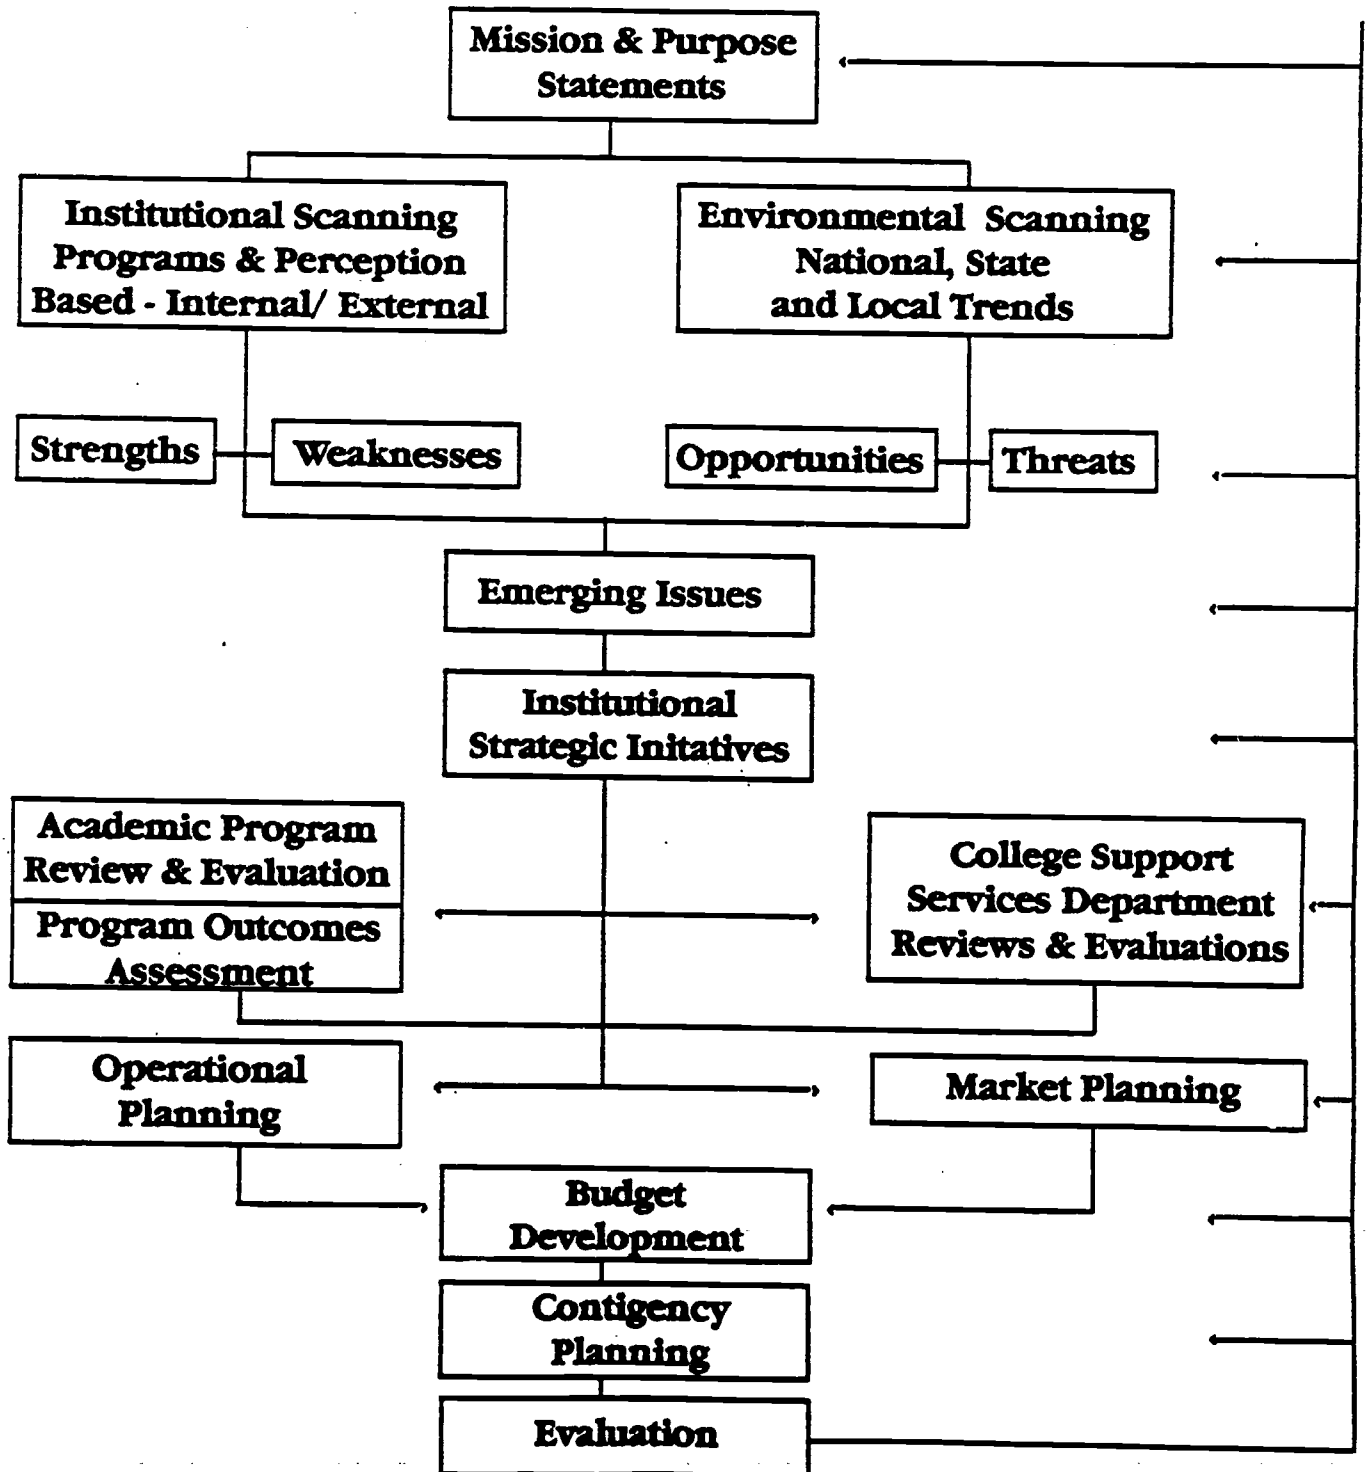 Mission & Purpose
Statements
Institutional Scanning
Programs & Perception
Based - Internal/ External
Environmental Scanning
National, State
and Local Trends
Strengths
Weaknesses
Opportunities
Threats
Emerging Issues
Institutional
Strategic Initatives
Academic Program
Review & Evaluation
Program Outcomes
Assessment
College Support
Services Department
Reviews & Evaluations
Operational
Planning
Market Planning
Budget
Development
Contigency
Planning
Evaluation